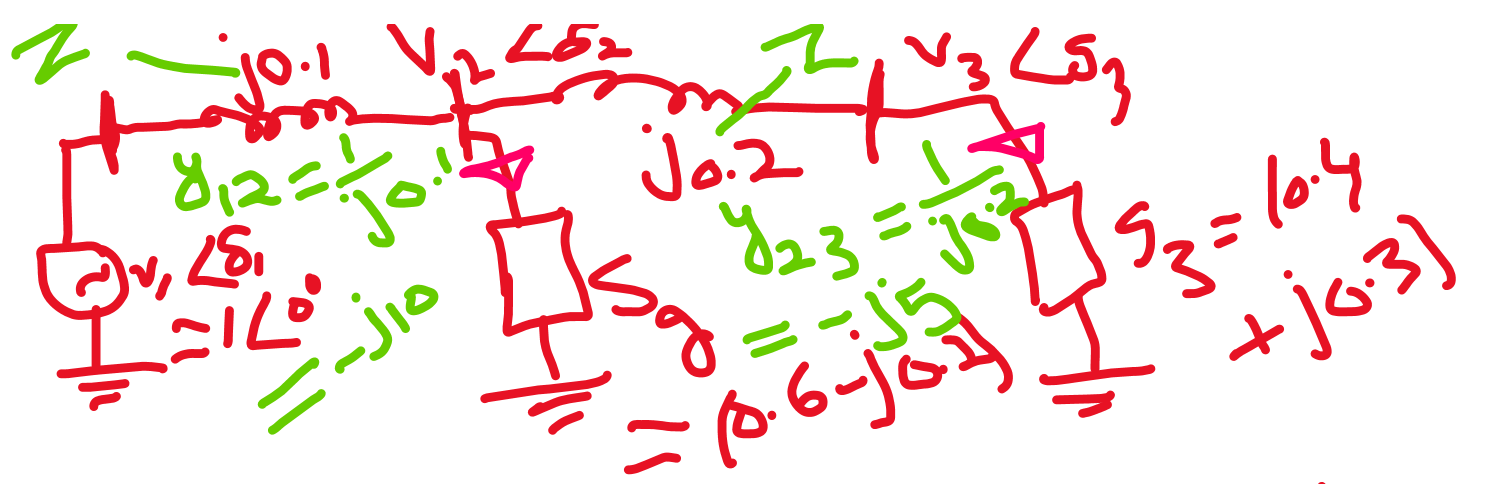 Z
j0.1
V₂ ∠δ₂
Z
V₃ ∠δ₃
j0.2
y₁₂ = 1/j0.1
= -j10
y₂₃ = 1/j0.2
= -j5
V₁ ∠δ₁
= 1∠0°
= (0.6-j0.2)
S₃ = (0.4
+ j0.3)